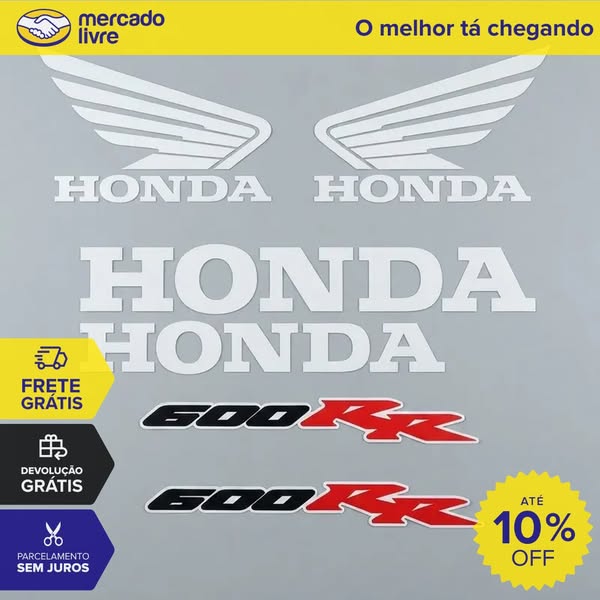 mercado
livre
O melhor tá chegando
HONDA
HONDA
HONDA
HONDA
FRETE
GRÁTIS
600RR
DEVOLUÇÃO
GRÁTIS
600RR
ATÉ
10%
OFF
PARCELAMENTO
SEM JUROS